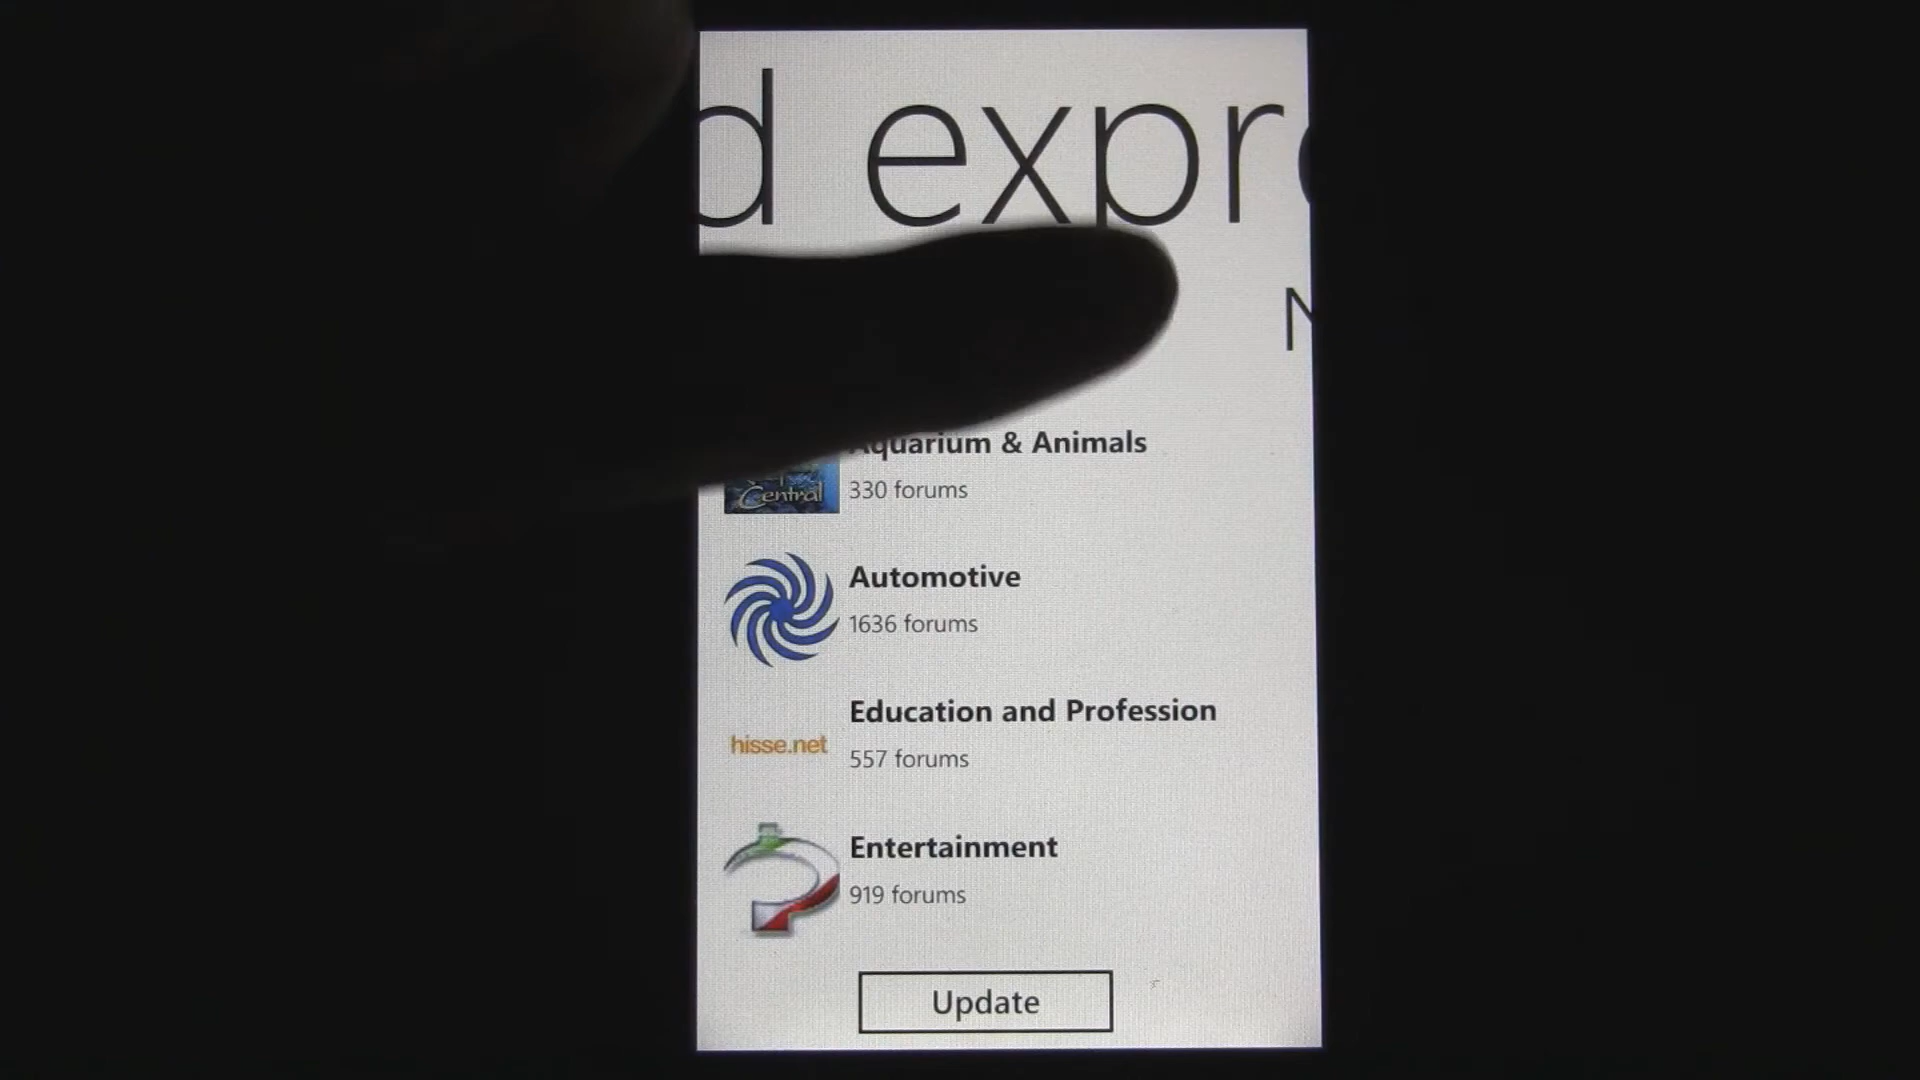 d expr
N
Aquarium & Animals
Central
330 forums
Automotive
1636 forums
Education and Profession
hisse.net
557 forums
Entertainment
919 forums
Update